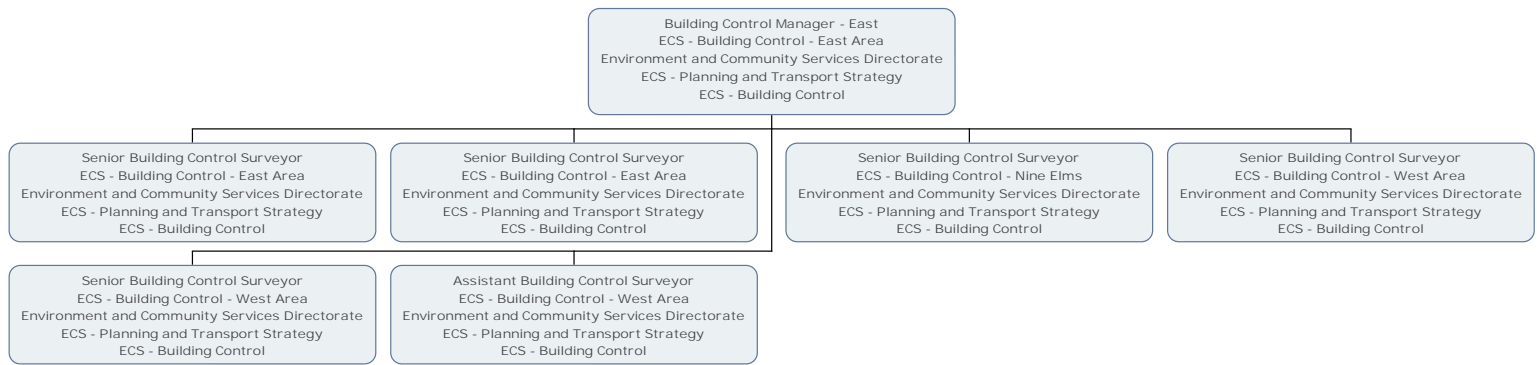 Building Control Manager - East
ECS - Building Control - East Area
Environment and Community Services Directorate
ECS - Planning and Transport Strategy
ECS - Building Control
Senior Building Control Surveyor
ECS - Building Control - East Area
Environment and Community Services Directorate
ECS - Planning and Transport Strategy
ECS - Building Control
Senior Building Control Surveyor
ECS - Building Control - East Area
Environment and Community Services Directorate
ECS - Planning and Transport Strategy
ECS - Building Control
Senior Building Control Surveyor
ECS - Building Control - Nine Elms
Environment and Community Services Directorate
ECS - Planning and Transport Strategy
ECS - Building Control
Senior Building Control Surveyor
ECS - Building Control - West Area
Environment and Community Services Directorate
ECS - Planning and Transport Strategy
ECS - Building Control
Senior Building Control Surveyor
ECS - Building Control - West Area
Environment and Community Services Directorate
ECS - Planning and Transport Strategy
ECS - Building Control
Assistant Building Control Surveyor
ECS - Building Control - West Area
Environment and Community Services Directorate
ECS - Planning and Transport Strategy
ECS - Building Control